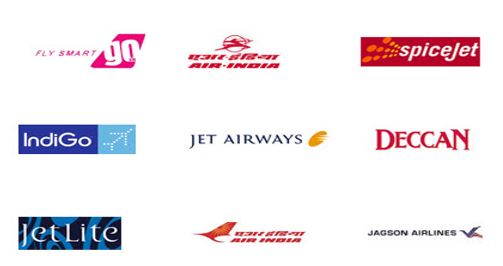 FLY SMART go
एअर-इंडिया
AIR-INDIA
spiceJet
IndiGo
JET AIRWAYS
DECCAN
JetLite
एअर इंडिया
AIR INDIA
JAGSON AIRLINES